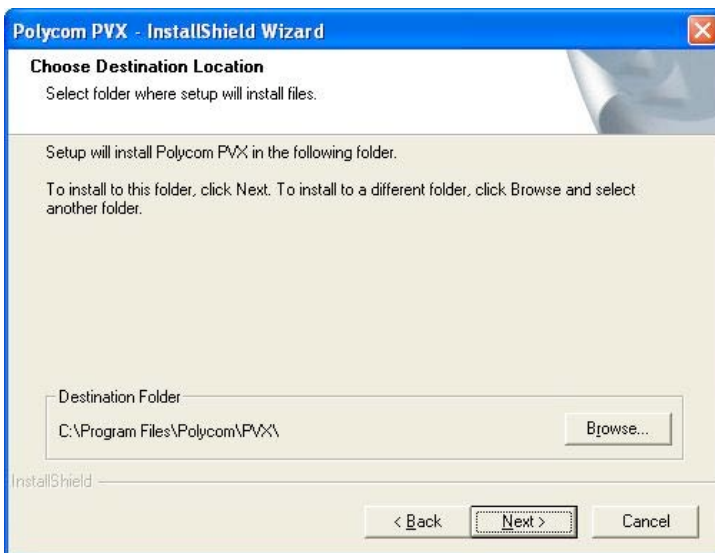 Polycom PVX - InstallShield Wizard
Choose Destination Location
Select folder where setup will install files.
Setup will install Polycom PVX in the following folder.
To install to this folder, click Next. To install to a different folder, click Browse and select
another folder.
Destination Folder
C:\Program Files\Polycom\PVX\
Browse...
InstallShield
< Back
Next >
Cancel